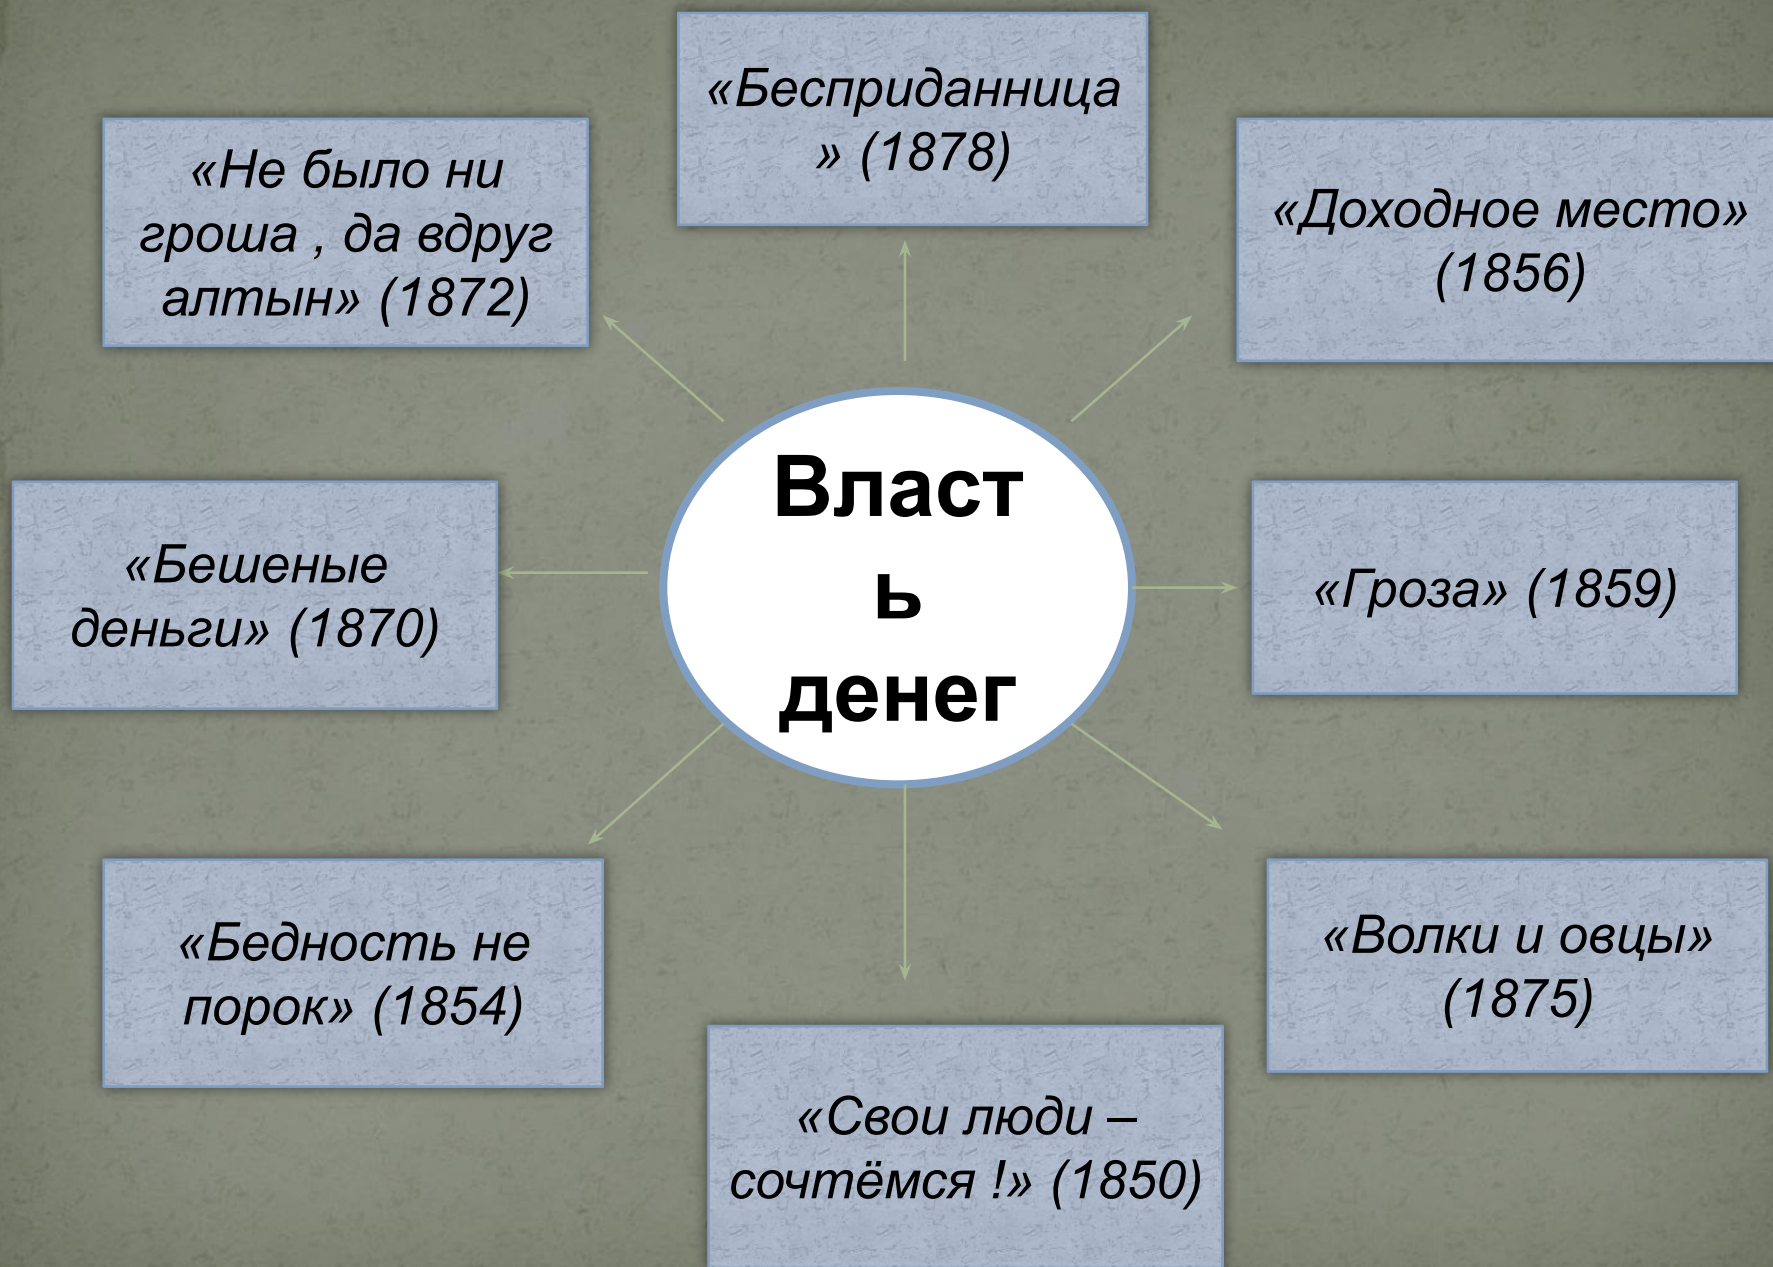 «Бесприданница
» (1878)
«Не было ни
гроша , да вдруг
алтын» (1872)
«Доходное место»
(1856)
Власт
ь
денег
«Бешеные
деньги» (1870)
«Гроза» (1859)
«Бедность не
порок» (1854)
«Волки и овцы»
(1875)
«Свои люди –
сочтёмся !» (1850)